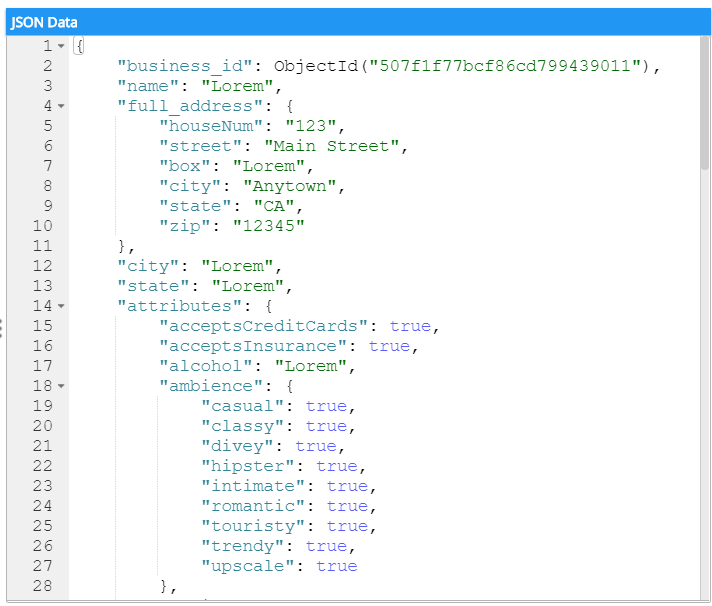 JSON Data
1 {
2 "business_id": ObjectId("507f1f77bcf86cd799439011"),
3 "name": "Lorem",
4 "full_address": {
5 "houseNum": "123",
6 "street": "Main Street",
7 "box": "Lorem",
8 "city": "Anytown",
9 "state": "CA",
10 "zip": "12345"
11 },
12 "city": "Lorem",
13 "state": "Lorem",
14 "attributes": {
15 "acceptsCreditCards": true,
16 "acceptsInsurance": true,
17 "alcohol": "Lorem",
18 "ambience": {
19 "casual": true,
20 "classy": true,
21 "divey": true,
22 "hipster": true,
23 "intimate": true,
24 "romantic": true,
25 "touristy": true,
26 "trendy": true,
27 "upscale": true
28 },